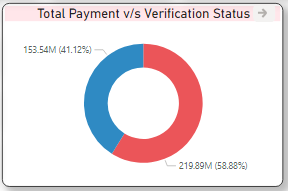 Total Payment v/s Verification Status
153.54M (41.12%)
219.89M (58.88%)